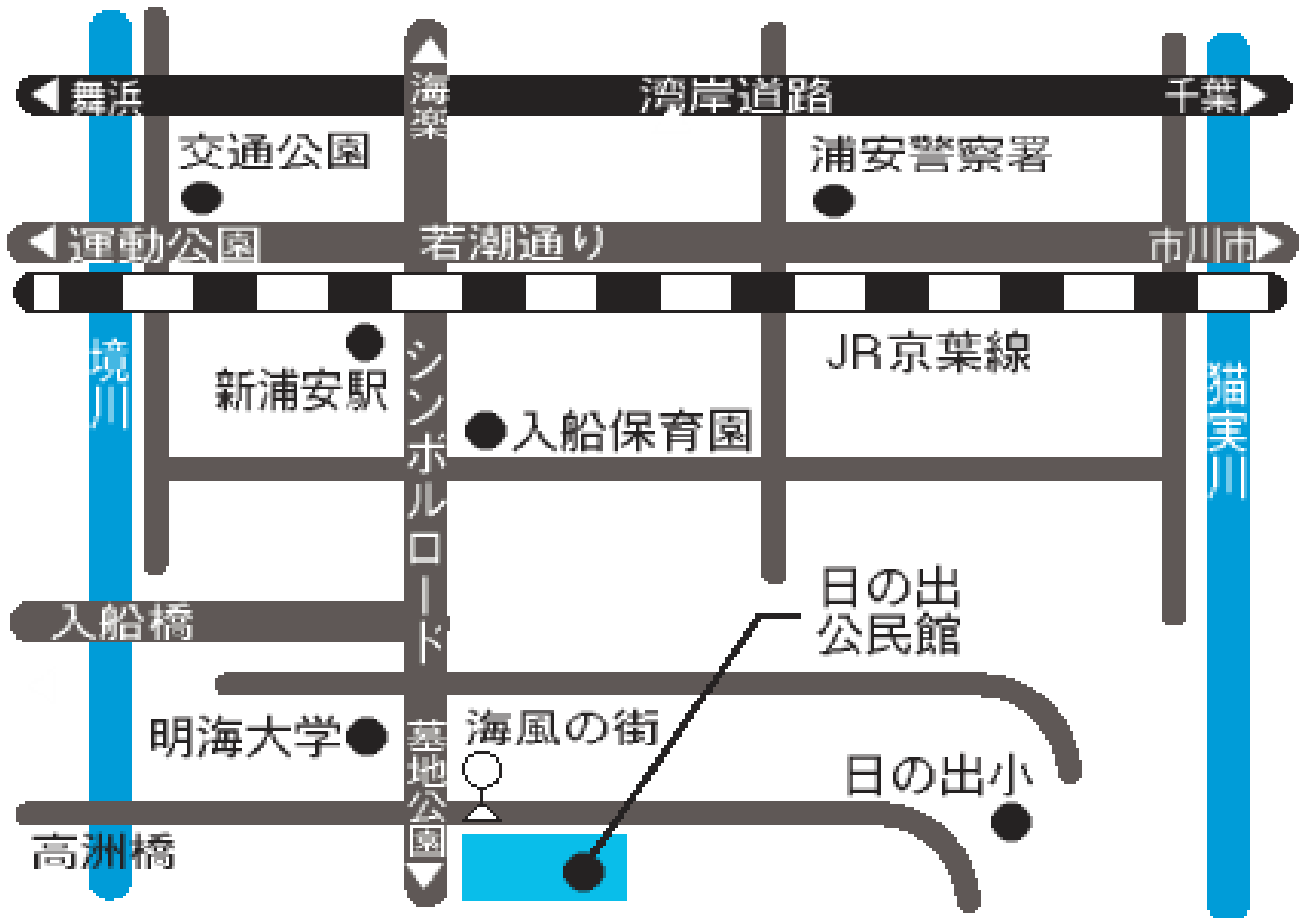 舞浜
湾岸道路
千葉
海楽
交通公園
浦安警察署
運動公園
若潮通り
市川市
境川
新浦安駅
シンボルロード
JR京葉線
猫実川
入船保育園
日の出
公民館
入船橋
明海大学
墓地公園
海風の街
日の出小
高洲橋